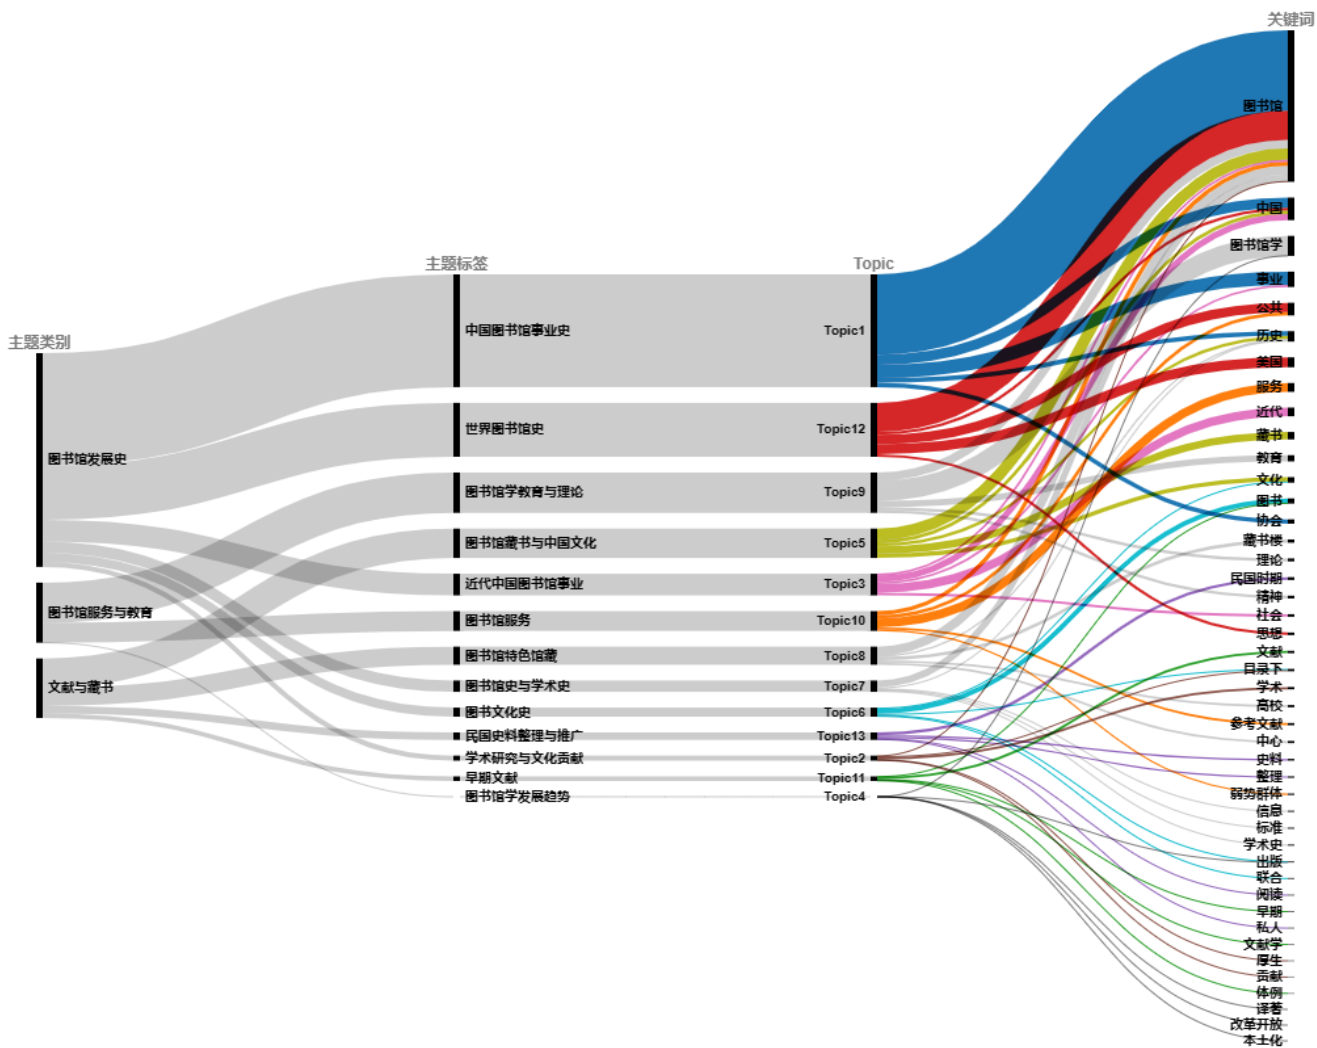 主题类别
图书馆发展史
图书馆服务与教育
文献与藏书
主题标签
中国图书馆事业史
世界图书馆史
图书馆学教育与理论
图书馆藏书与中国文化
近代中国图书馆事业
图书馆服务
图书馆特色馆藏
图书馆史与学术史
图书文化史
民国史料整理与推广
学术研究与文化贡献
早期文献
图书馆学发展趋势
Topic
Topic1
Topic12
Topic9
Topic5
Topic3
Topic10
Topic8
Topic7
Topic6
Topic13
Topic2
Topic11
Topic4
关键词
图书馆
中国
图书馆学
事业
公共
历史
美国
服务
近代
藏书
教育
文化
图书
协会
藏书楼
理论
民国时期
精神
社会
思想
文献
目录下
学术
高校
参考文献
中心
史料
整理
弱势群体
信息
标准
学术史
出版
联合
阅读
早期
私人
文献学
厚生
贡献
体例
译著
改革开放
本土化